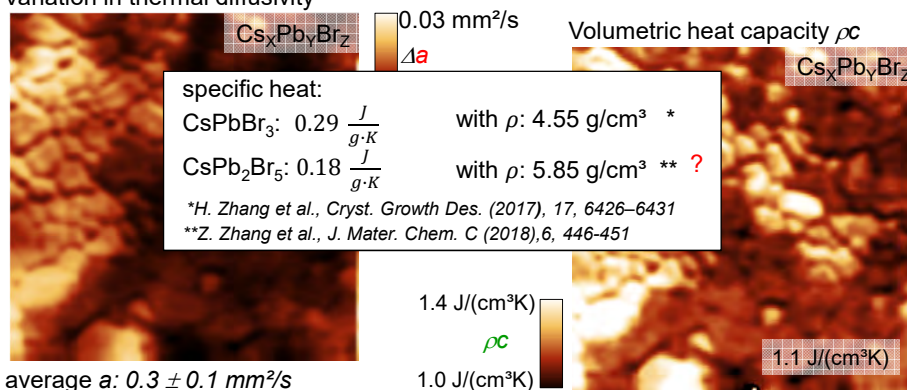 variation in thermal diffusivity
CsXPbYBrZ
0.03 mm²/s
Δa
Volumetric heat capacity ρc
CsXPbYBrZ
specific heat:
CsPbBr₃: 0.29 J/(g·K) with ρ: 4.55 g/cm³ *
CsPb₂Br₅: 0.18 J/(g·K) with ρ: 5.85 g/cm³ ** ?
*H. Zhang et al., Cryst. Growth Des. (2017), 17, 6426–6431
**Z. Zhang et al., J. Mater. Chem. C (2018),6, 446-451
1.4 J/(cm³K)
ρc
1.0 J/(cm³K)
1.1 J/(cm³K)
average a: 0.3 ± 0.1 mm²/s